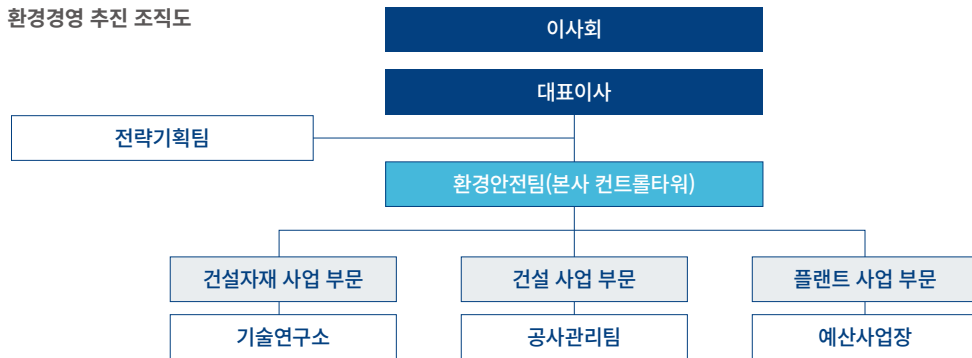 환경경영 추진 조직도
이사회
대표이사
전략기획팀
환경안전팀(본사 컨트롤타워)
건설자재 사업 부문
건설 사업 부문
플랜트 사업 부문
기술연구소
공사관리팀
예산사업장